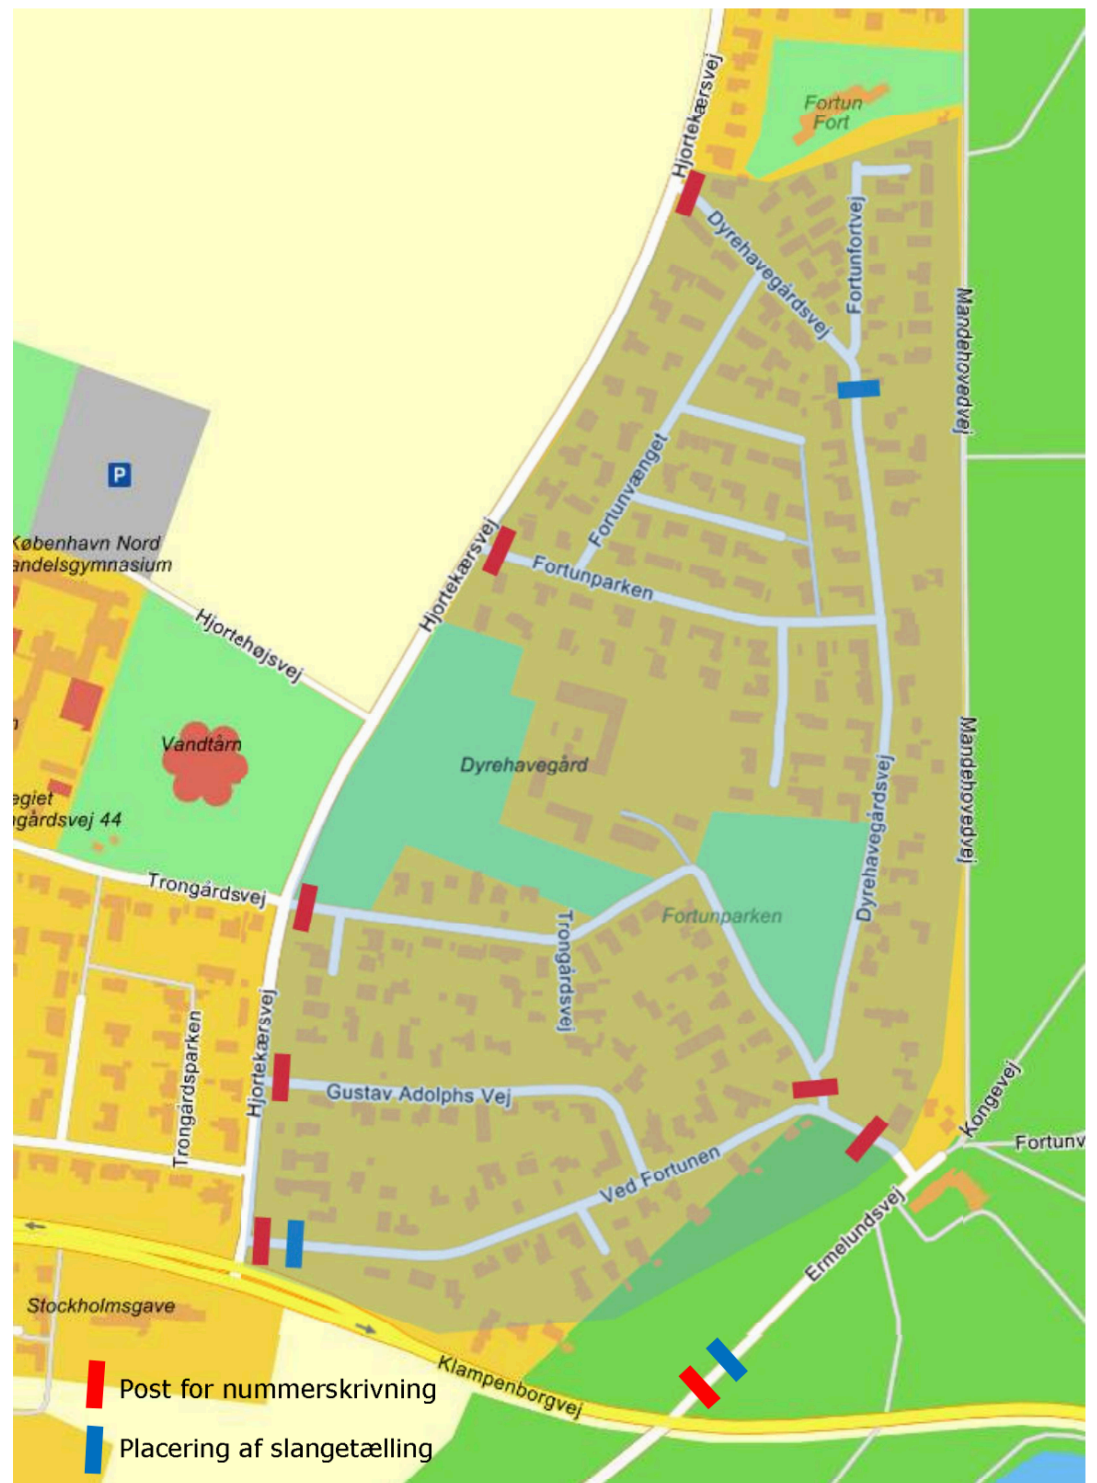 Hjortekærsvej
Fortun
Fort
Dyrehavegårdsvej
Fortunfortvej
Mandehovedvej
P
København Nord
andelsgymnasium
Fortunvænget
Hjortekærsvej
Fortunparken
Hjortehøjsvej
Vandtårn
Dyrehavegård
Mandehovedvej
egiet
gårdsvej 44
Dyrehavegårdsvej
Trongårdsvej
Fortunparken
Trongårdsvej
Hjortekærsvej
Trongårdsparken
Gustav Adolphs Vej
Kongevej
Fortunv
Ved Fortunen
Ermelundsvej
Stockholmsgave
Klampenborgvej
Post for nummerskrivning
Placering af slangetælling